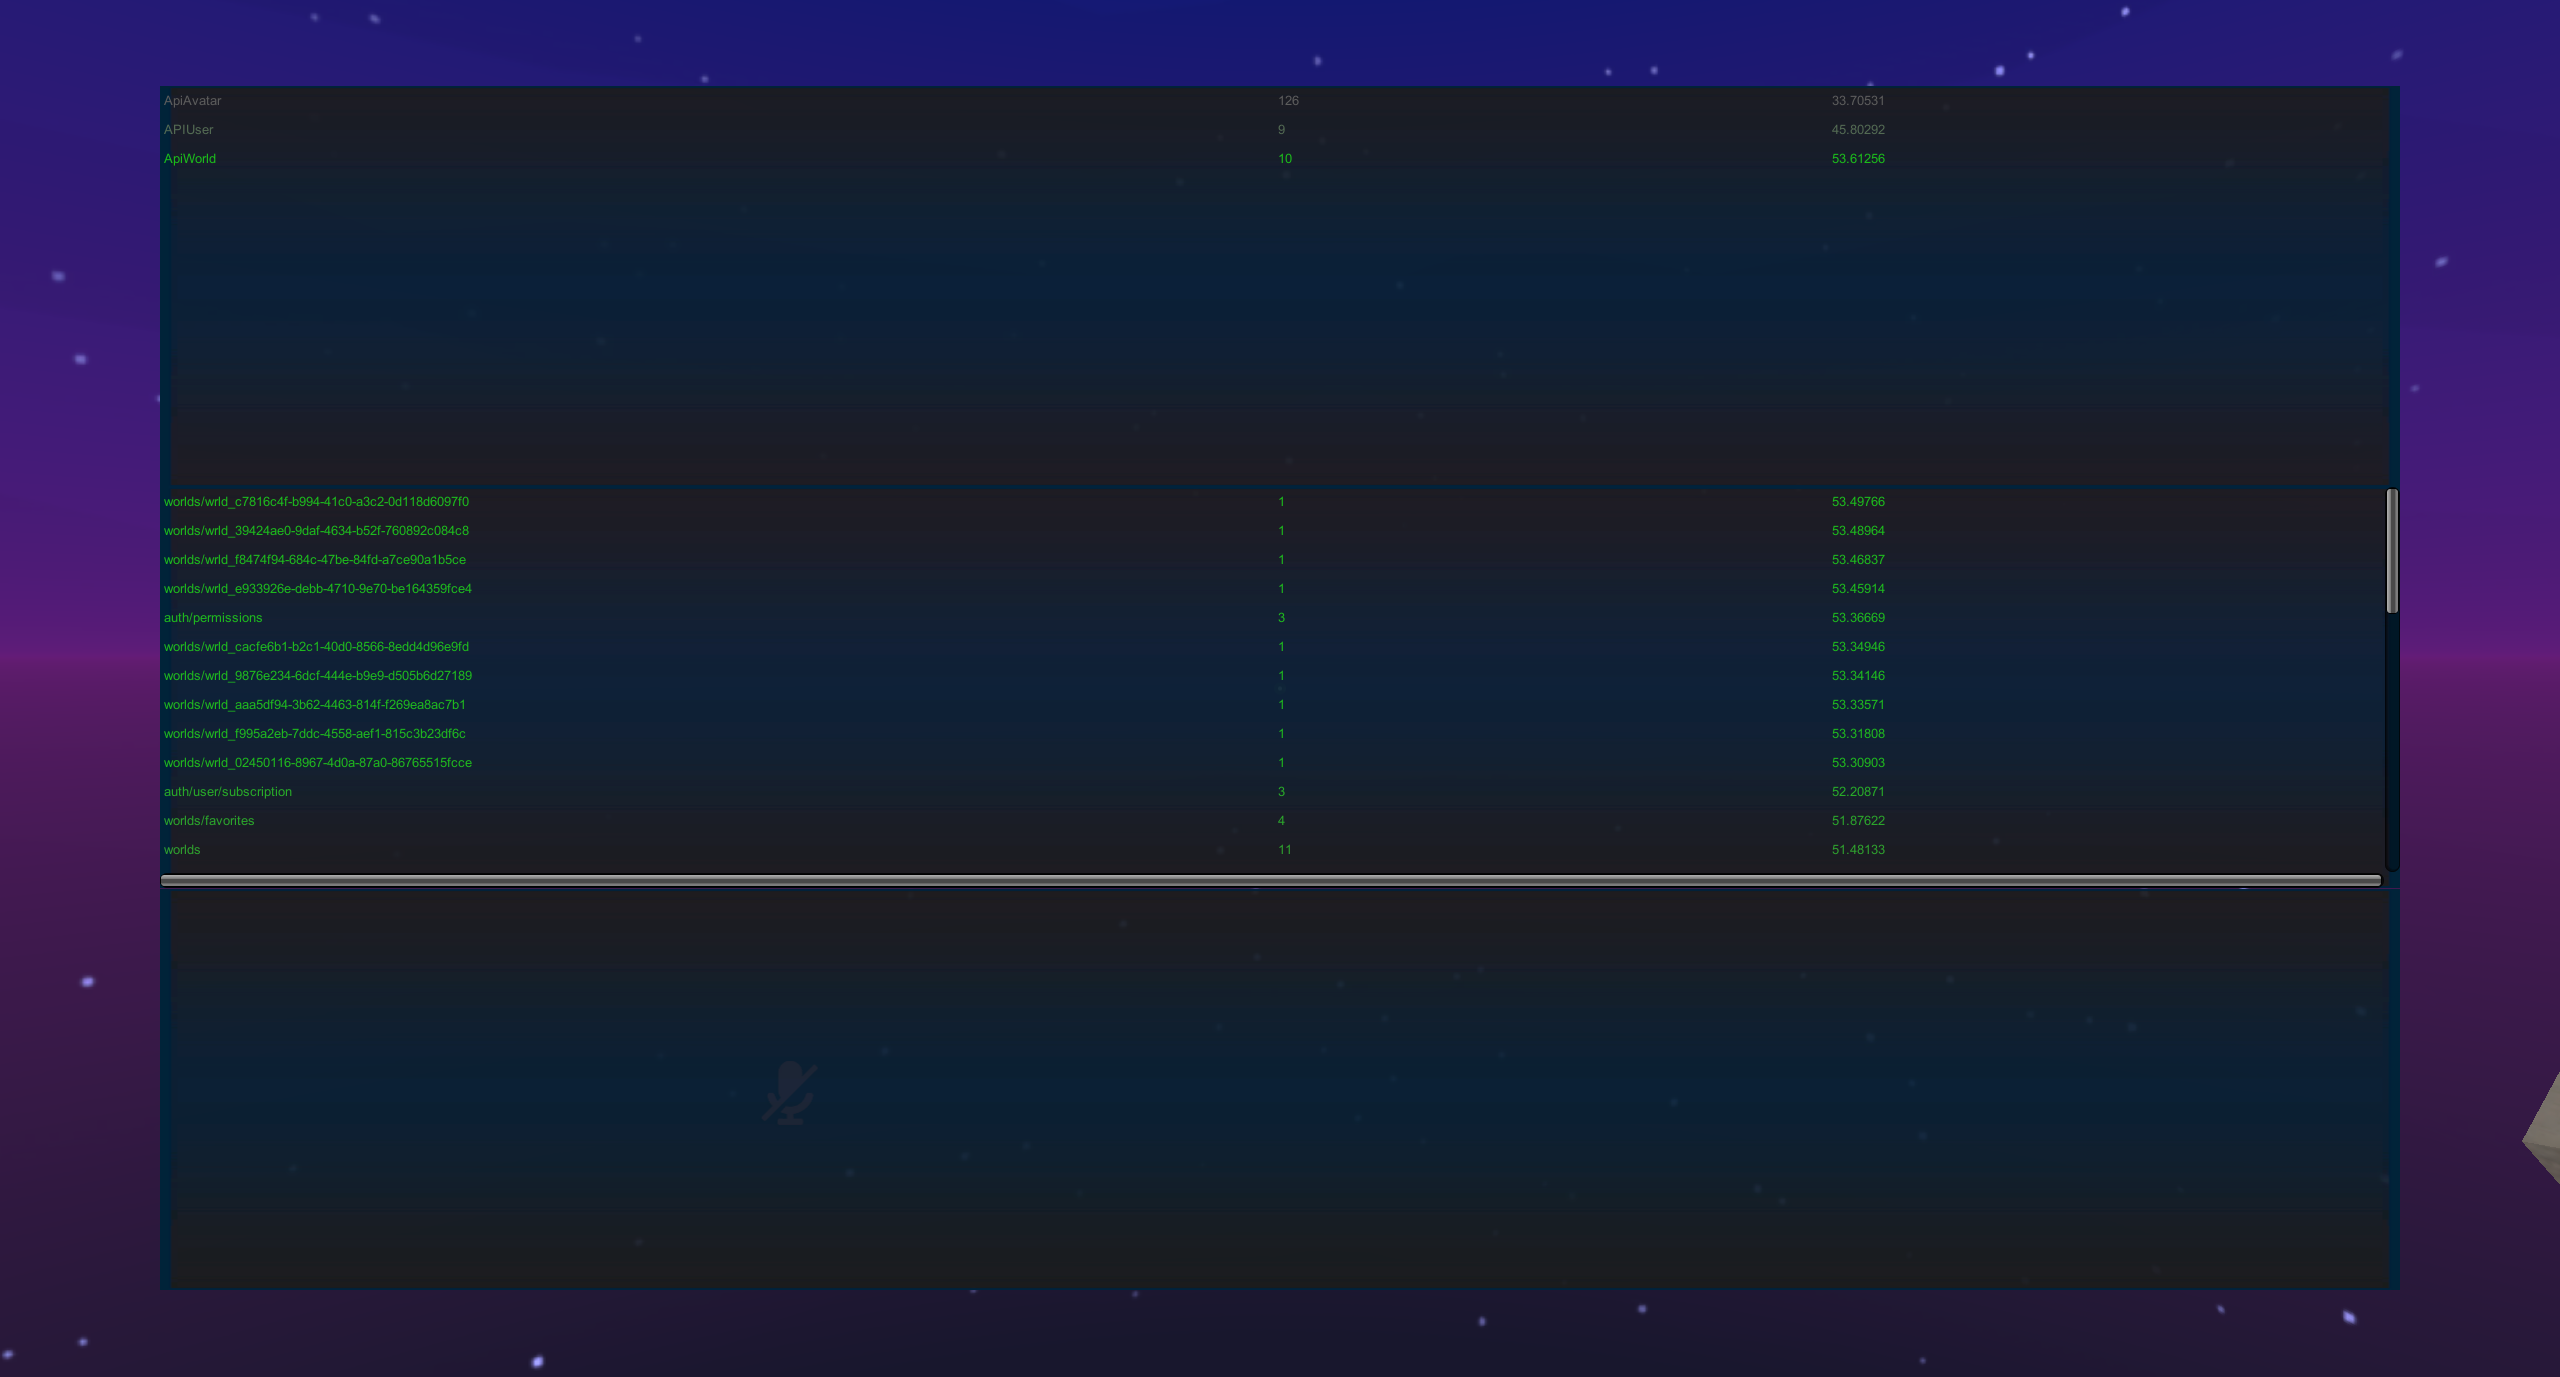 ApiAvatar 126 33.70531
APIUser 9 45.80292
ApiWorld 10 53.61256
worlds/wrld_c7816c4f-b994-41c0-a3c2-0d118d6097f0 1 53.49766
worlds/wrld_39424ae0-9daf-4634-b52f-760892c084c8 1 53.48964
worlds/wrld_f8474f94-684c-47be-84fd-a7ce90a1b5ce 1 53.46837
worlds/wrld_e933926e-debb-4710-9e70-be164359fce4 1 53.45914
auth/permissions 3 53.36669
worlds/wrld_cacfe6b1-b2c1-40d0-8566-8edd4d96e9fd 1 53.34946
worlds/wrld_9876e234-6dcf-444e-b9e9-d505b6d27189 1 53.34146
worlds/wrld_aaa5df94-3b62-4463-814f-f269ea8ac7b1 1 53.33571
worlds/wrld_f995a2eb-7ddc-4558-aef1-815c3b23df6c 1 53.31808
worlds/wrld_02450116-8967-4d0a-87a0-86765515fcce 1 53.30903
auth/user/subscription 3 52.20871
worlds/favorites 4 51.87622
worlds 11 51.48133